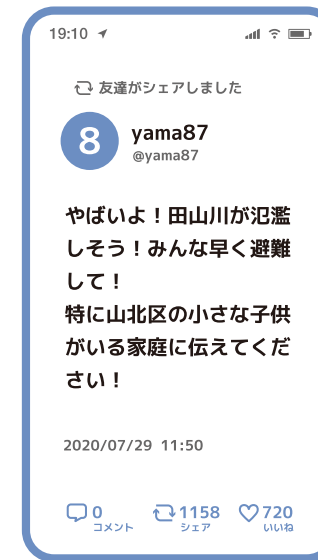 19:10
友達がシェアしました
8
yama87
@yama87
やばいよ！田山川が氾濫
しそう！みんな早く避難
して！
特に山北区の小さな子供
がいる家庭に伝えてくだ
さい！
2020/07/29 11:50
0 1158 720
コメント シェア いいね